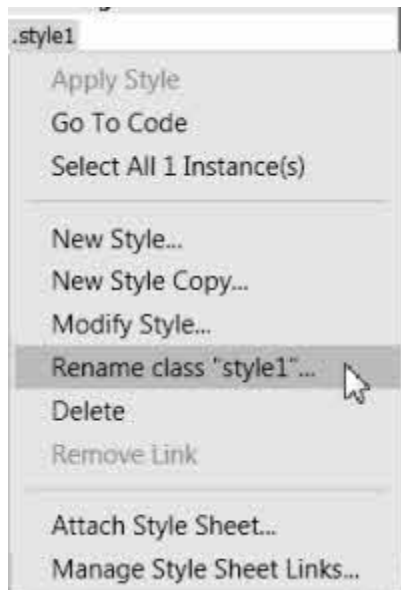 .style1
Apply Style
Go To Code
Select All 1 Instance(s)
New Style...
New Style Copy...
Modify Style...
Rename class "style1"...
Delete
Remove Link
Attach Style Sheet...
Manage Style Sheet Links...